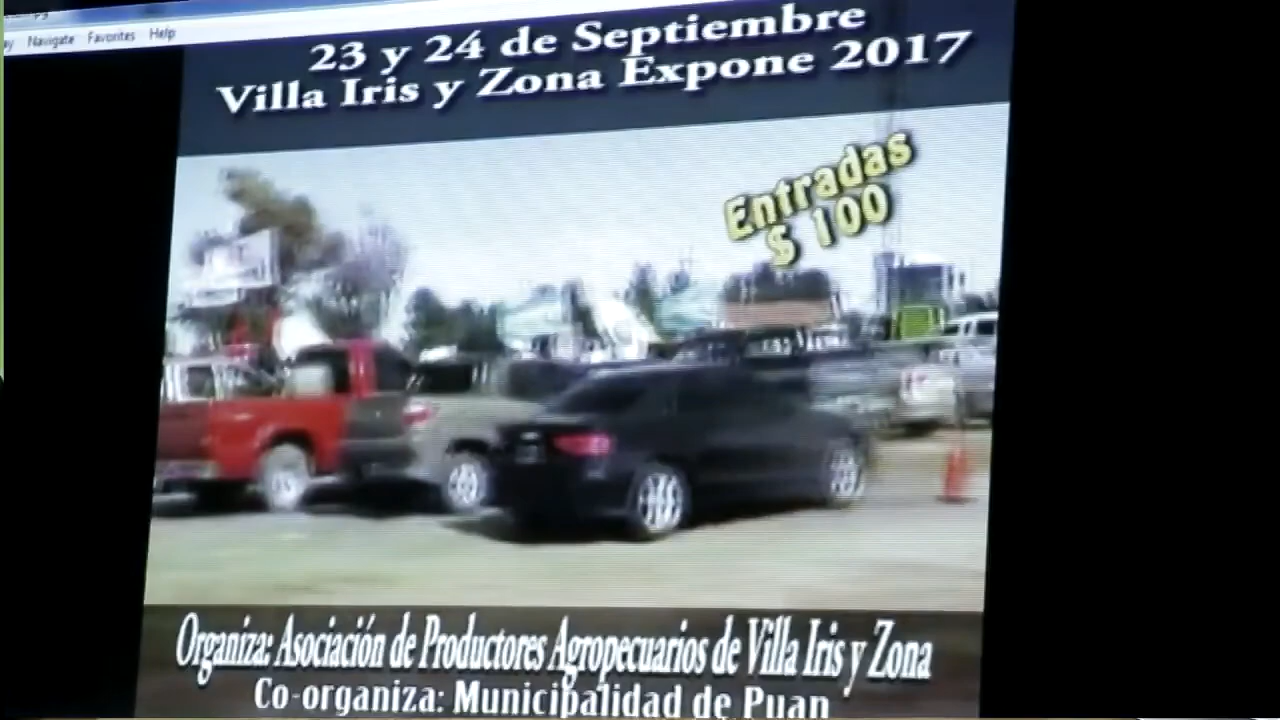 Navigate Favorites Help
23 y 24 de Septiembre
Villa Iris y Zona Expone 2017
Entradas
$ 100
Organiza: Asociación de Productores Agropecuarios de Villa Iris y Zona
Co-organiza: Municipalidad de Puan